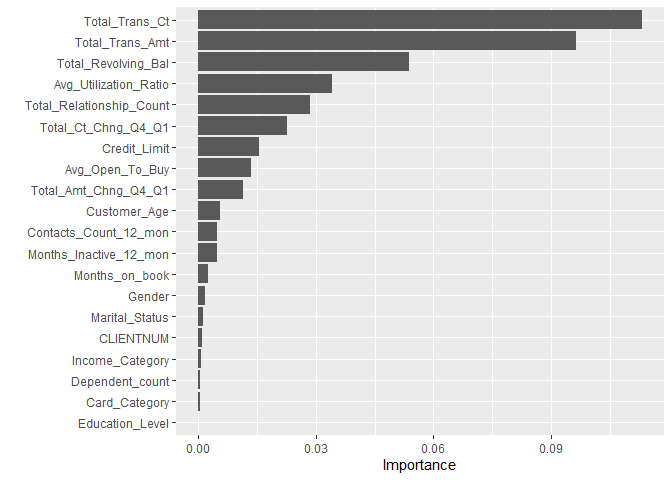 Total_Trans_Ct
Total_Trans_Amt
Total_Revolving_Bal
Avg_Utilization_Ratio
Total_Relationship_Count
Total_Ct_Chng_Q4_Q1
Credit_Limit
Avg_Open_To_Buy
Total_Amt_Chng_Q4_Q1
Customer_Age
Contacts_Count_12_mon
Months_Inactive_12_mon
Months_on_book
Gender
Marital_Status
CLIENTNUM
Income_Category
Dependent_count
Card_Category
Education_Level
0.00 0.03 0.06 0.09
Importance